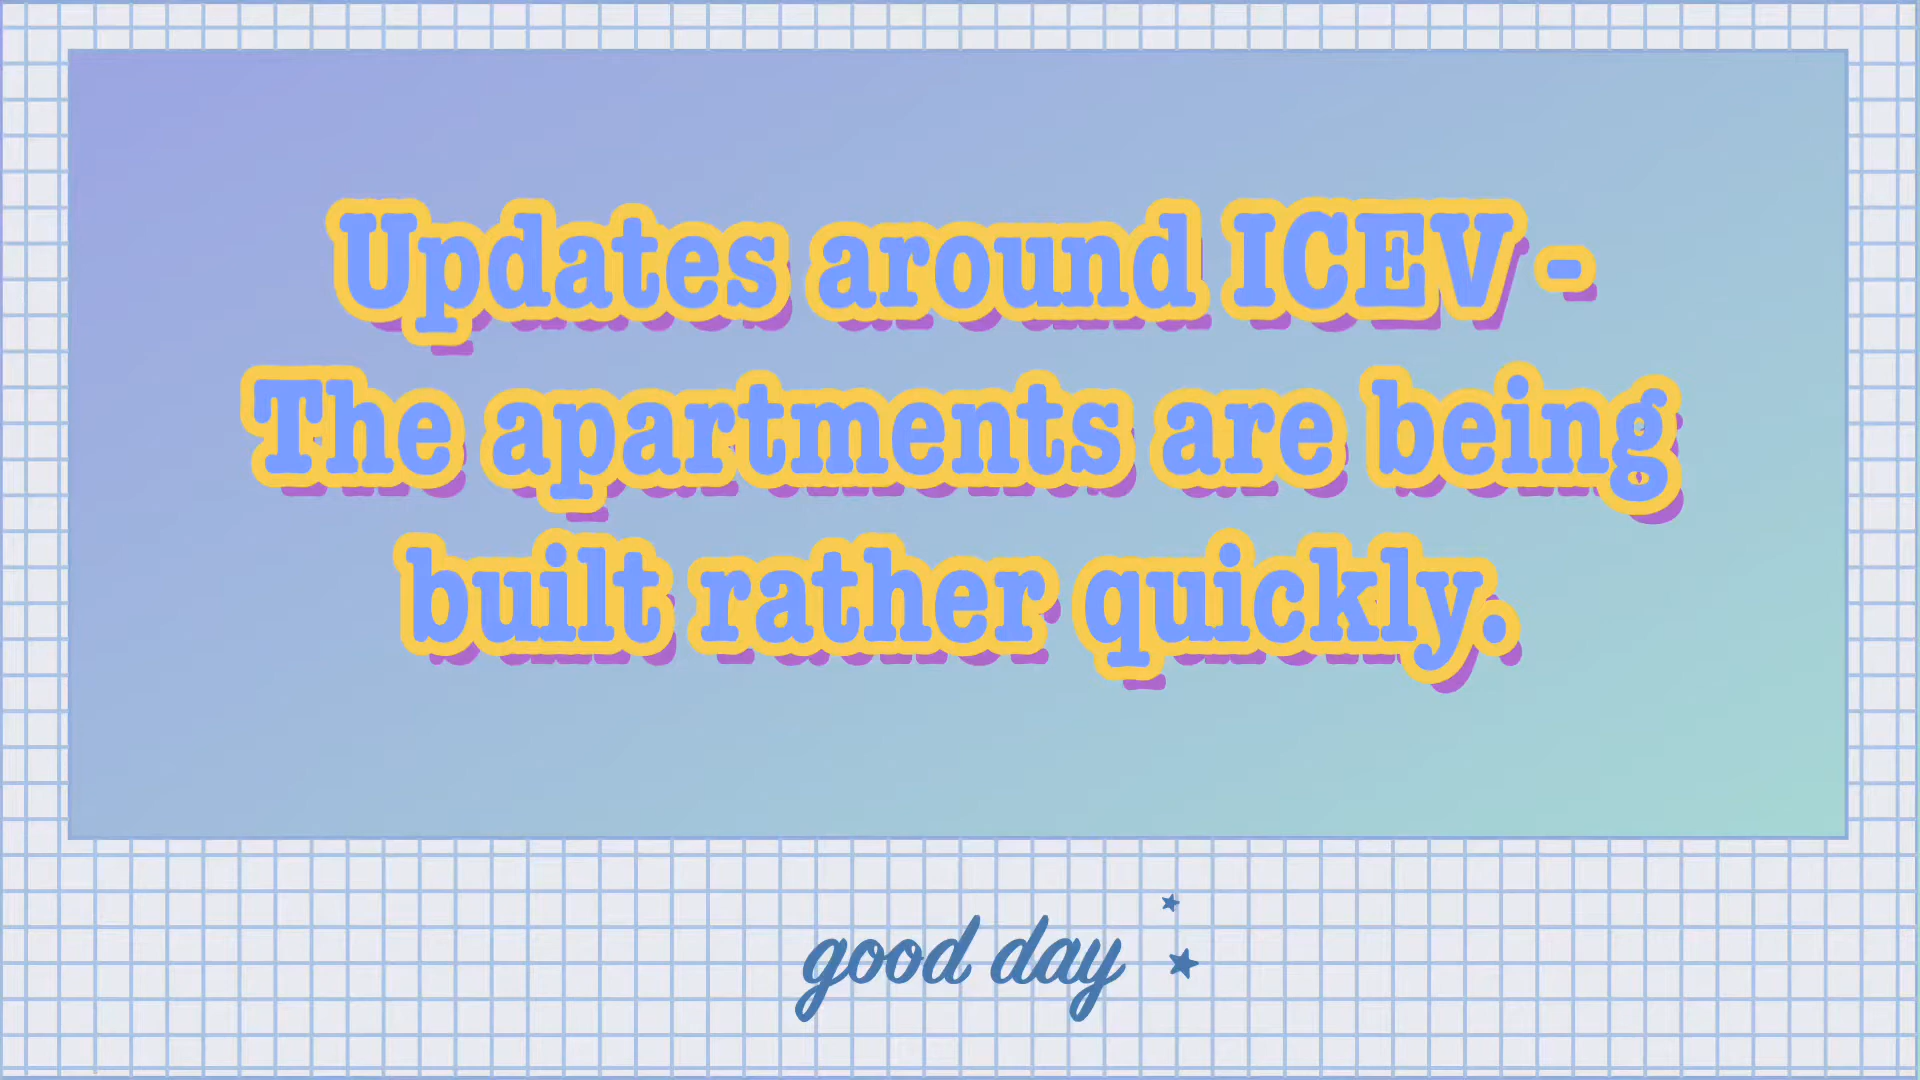 Updates around ICEV -
The apartments are being
built rather quickly.
good day